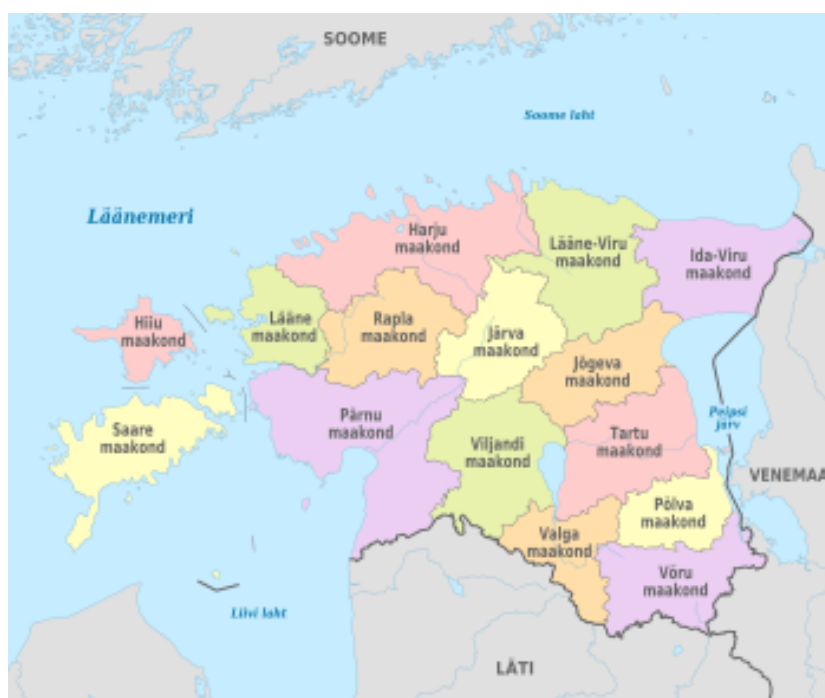 SOOME
Soome laht
Läänemeri
Harju
maakond
Lääne-Viru
maakond
Ida-Viru
maakond
Hiiu
maakond
Lääne
maakond
Rapla
maakond
Järva
maakond
Jõgeva
maakond
Saare
maakond
Pärnu
maakond
Viljandi
maakond
Tartu
maakond
Peipsi
järv
VENEMAA
Põlva
maakond
Valga
maakond
Võru
maakond
Liivi laht
LÄTI